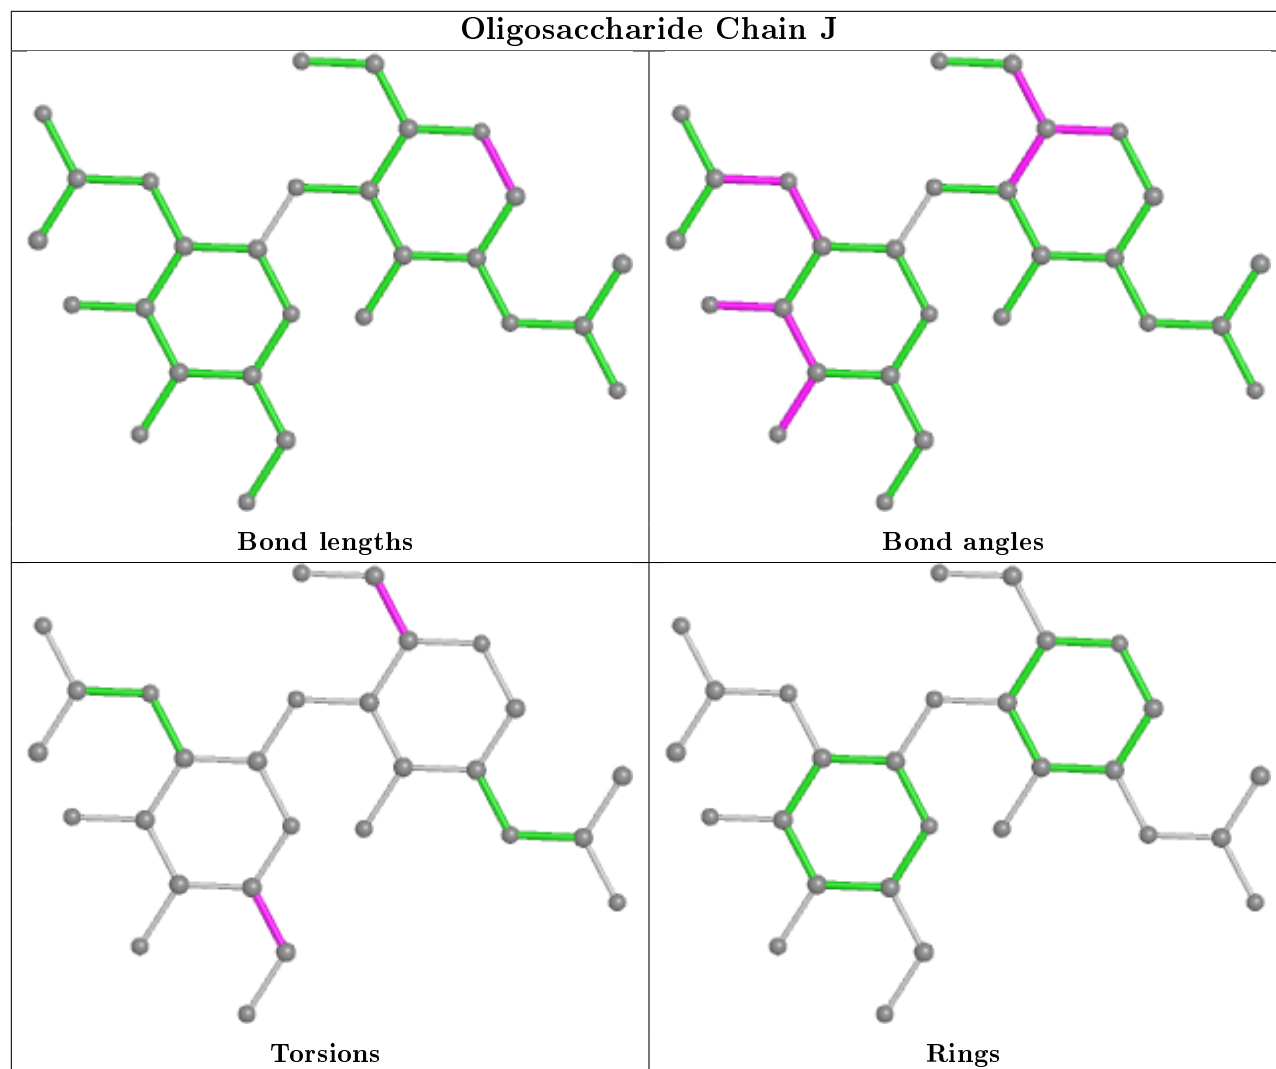 Oligosaccharide Chain J
Bond lengths
Bond angles
Torsions
Rings